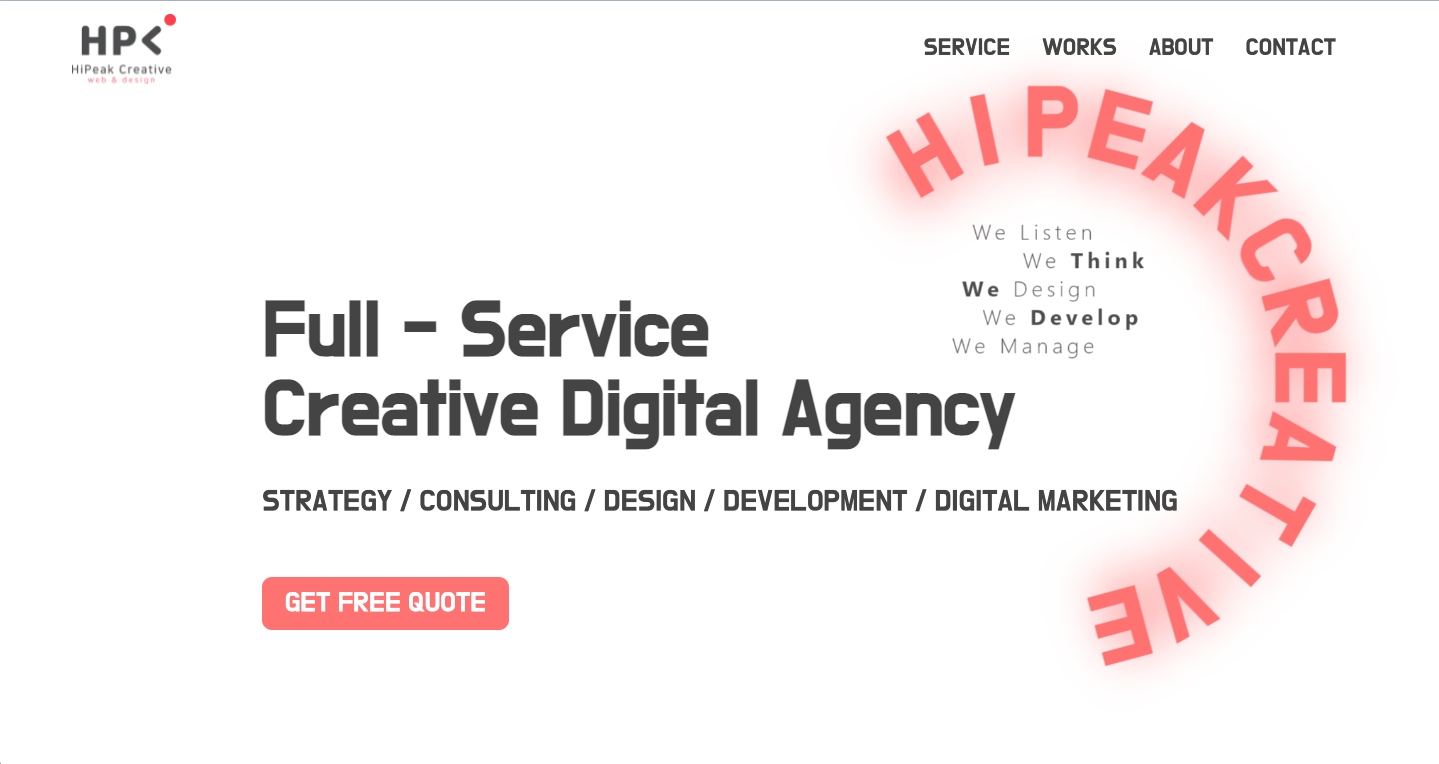 HPC
HiPeak Creative
web & design
SERVICE WORKS ABOUT CONTACT
HIPEAKCREATIVE
We Listen
We Think
We Design
We Develop
We Manage
Full - Service
Creative Digital Agency
STRATEGY / CONSULTING / DESIGN / DEVELOPMENT / DIGITAL MARKETING
GET FREE QUOTE